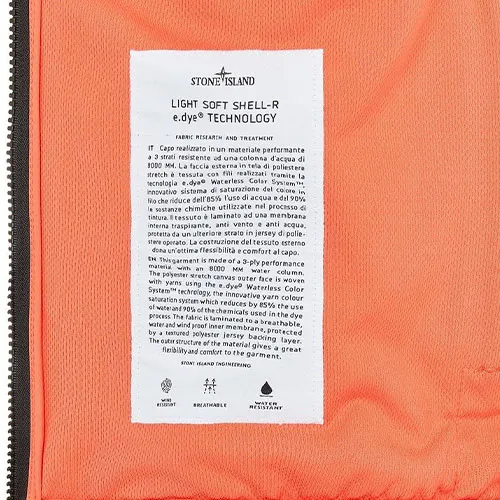 STONE ISLAND
LIGHT SOFT SHELL-R
e.dye® TECHNOLOGY
FABRIC RESEARCH AND TREATMENT
IT Capo realizzato in un materiale performante
a 3 strati resistente ad una colonna d'acqua di
8000 MM. La faccia esterna in tela di poliestere
stretch è tessuta con fili realizzati tramite la
tecnologia e.dye® Waterless Color System™,
innovativo sistema di saturazione del colore in
filo che riduce dell'85% l'uso di acqua e dal 90%
le sostanze chimiche utilizzate nel processo di
tintura. Il tessuto è laminato ad una membrana
interna traspirante, anti vento e anti acqua,
protetta da un ulteriore strato in jersey di polie-
stere operato. La costruzione del tessuto esterno
dona un'ottima flessibilità e comfort al capo.
EN This garment is made of a 3-ply performance
material with an 8000 MM water column.
The polyester stretch canvas outer face is woven
with yarns using the e.dye® Waterless Color
System™ technology, the innovative yarn colour
saturation system which reduces by 85% the use
of water and 90% of the chemicals used in the dye
process. The fabric is laminated to a breathable,
water and wind proof inner membrane, protected
by a textured polyester jersey backing layer.
The outer structure of the material gives a great
flexibility and comfort to the garment.
STONE ISLAND ENGINEERING
WIND
RESISTANT
BREATHABLE
WATER
RESISTANT